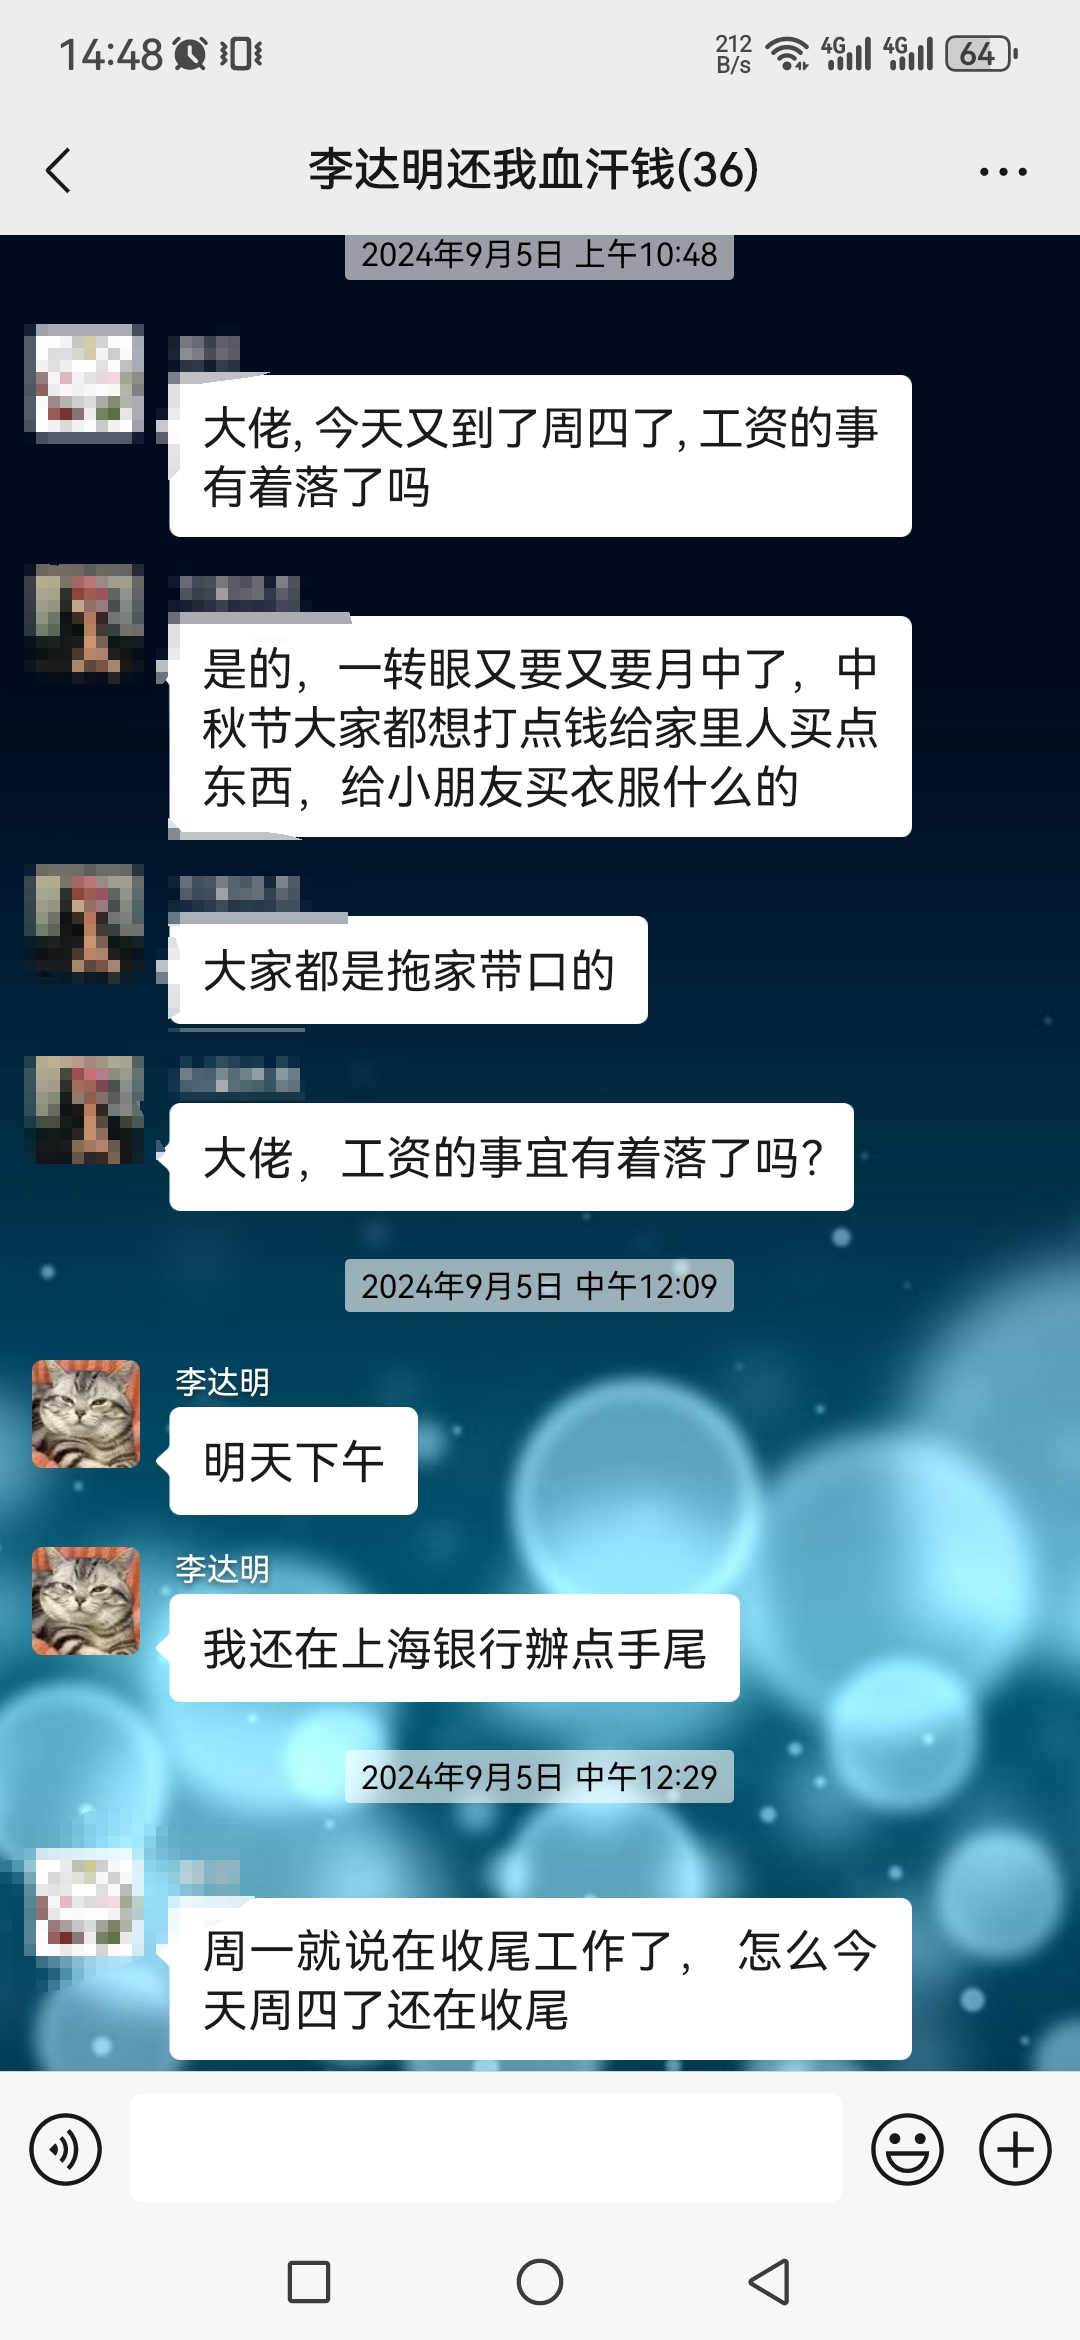 14:48
212
B/s
4G
4G
64
李达明还我血汗钱(36)
2024年9月5日 上午10:48
大佬, 今天又到了周四了, 工资的事
有着落了吗
是的，一转眼又要又要月中了，中
秋节大家都想打点钱给家里人买点
东西，给小朋友买衣服什么的
大家都是拖家带口的
大佬，工资的事宜有着落了吗?
2024年9月5日 中午12:09
李达明
明天下午
李达明
我还在上海银行辦点手尾
2024年9月5日 中午12:29
周一就说在收尾工作了， 怎么今
天周四了还在收尾